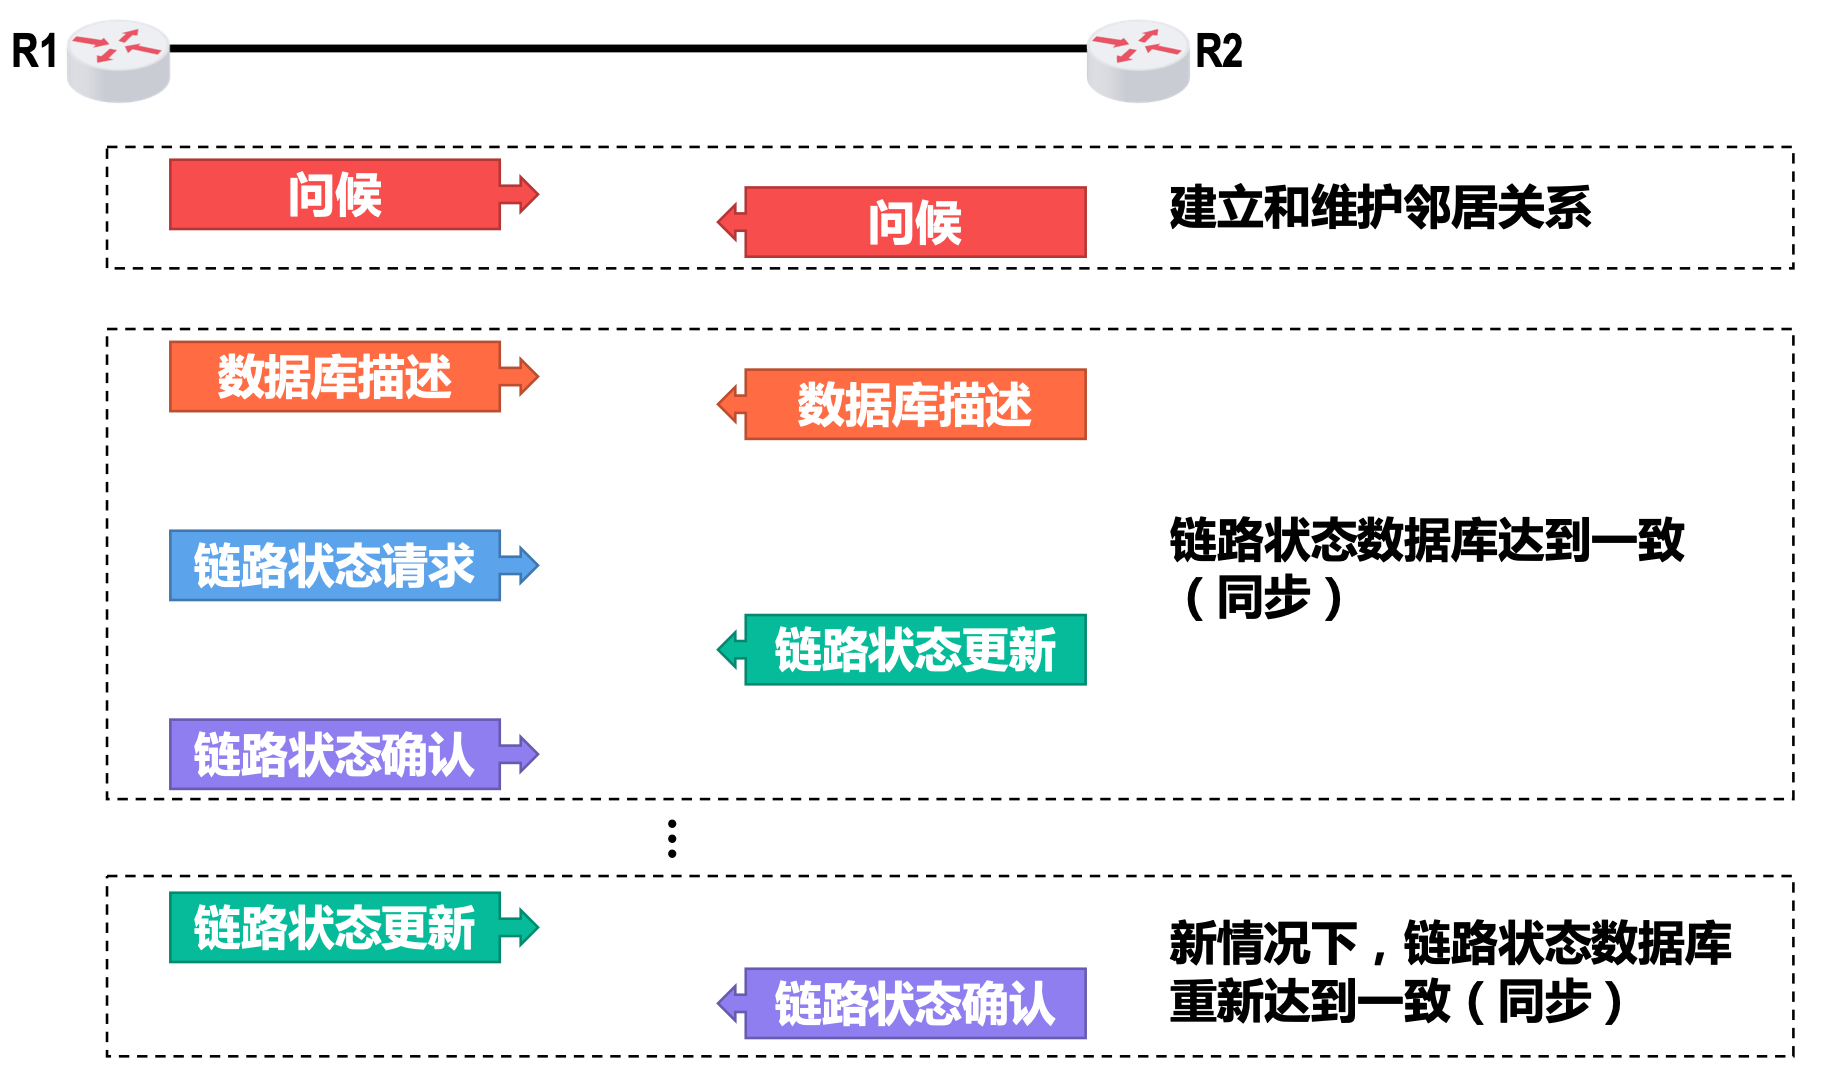 R1
R2
问候
问候
建立和维护邻居关系
数据库描述
数据库描述
链路状态请求
链路状态数据库达到一致
（同步）
链路状态更新
链路状态确认
链路状态更新
新情况下，链路状态数据库
重新达到一致（同步）
链路状态确认